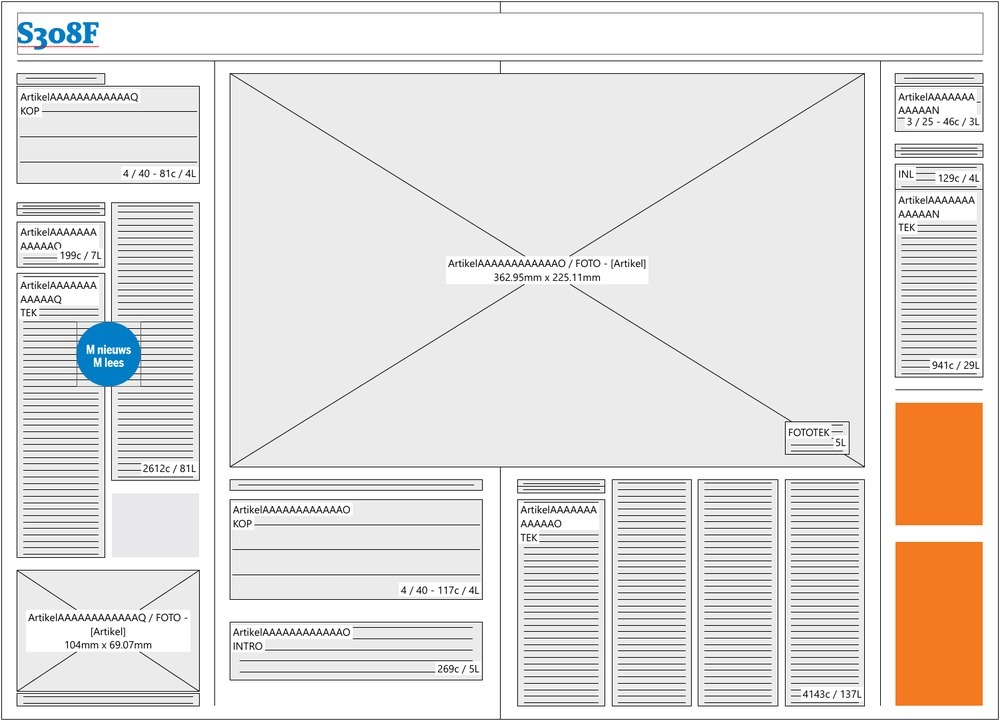 S308F
ArtikelAAAAAAAAAAAAQ
KOP
4 / 40 - 81c / 4L
ArtikelAAAAAAA
AAAAAQ
199c / 7L
ArtikelAAAAAAA
AAAAAQ
TEK
M nieuws
M lees
2612c / 81L
ArtikelAAAAAAAAAAAAQ / FOTO -
[Artikel]
104mm x 69.07mm
ArtikelAAAAAAAAAAAAO / FOTO - [Artikel]
362.95mm x 225.11mm
FOTOTEK
5L
ArtikelAAAAAAAAAAAAO
KOP
4 / 40 - 117c / 4L
ArtikelAAAAAAAAAAAAO
INTRO
269c / 5L
ArtikelAAAAAAA
AAAAAO
TEK
4143c / 137L
ArtikelAAAAAAA
AAAAAN
3 / 25 - 46c / 3L
INL
129c / 4L
ArtikelAAAAAAA
AAAAAN
TEK
941c / 29L